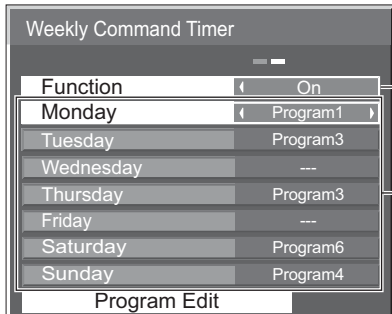 Weekly Command Timer
Function On
Monday Program1
Tuesday Program3
Wednesday ---
Thursday Program3
Friday ---
Saturday Program6
Sunday Program4
Program Edit